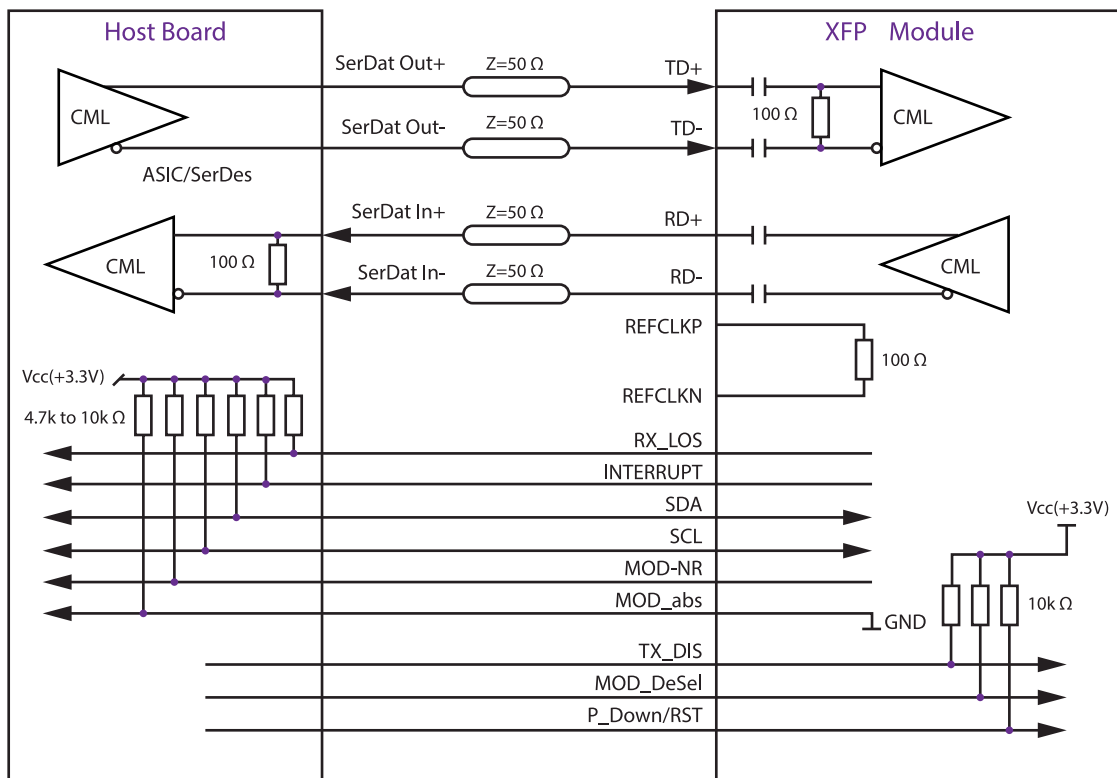 Host Board
XFP Module
SerDat Out+
Z=50 Ω
TD+
CML
100 Ω
CML
SerDat Out-
Z=50 Ω
TD-
ASIC/SerDes
SerDat In+
Z=50 Ω
RD+
CML
100 Ω
SerDat In-
Z=50 Ω
RD-
CML
REFCLKP
100 Ω
REFCLKN
Vcc(+3.3V)
4.7k to 10k Ω
RX_LOS
INTERRUPT
SDA
Vcc(+3.3V)
SCL
MOD-NR
MOD_abs
GND
10k Ω
TX_DIS
MOD_DeSel
P_Down/RST